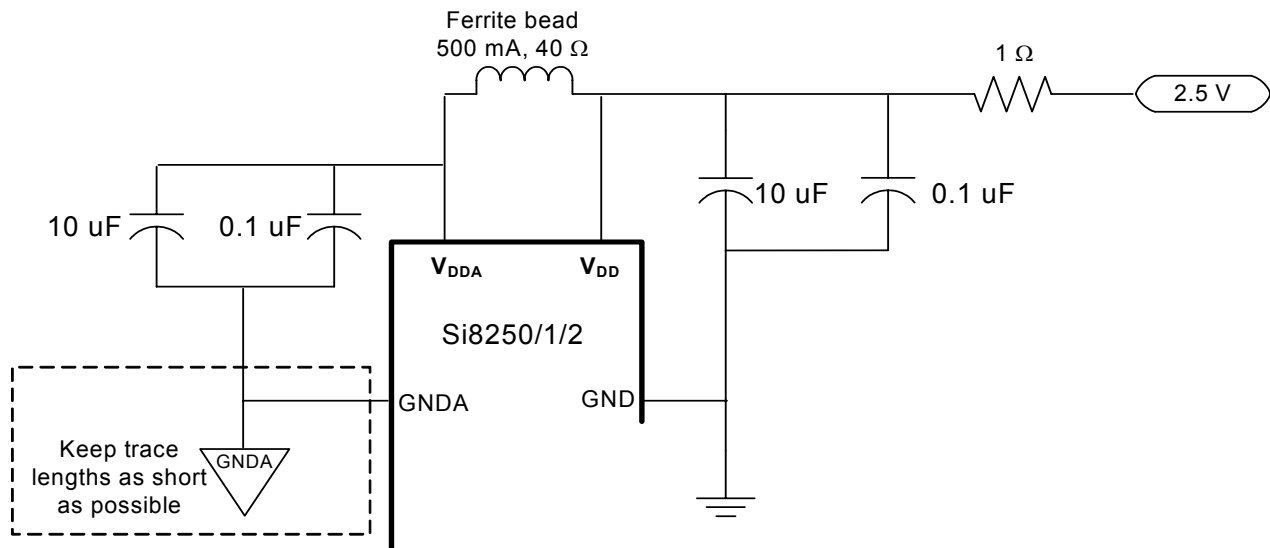 Ferrite bead
500 mA, 40 Ω
1 Ω
2.5 V
10 uF
0.1 uF
10 uF
0.1 uF
VDDA
VDD
Si8250/1/2
GNDA
GND
Keep trace
lengths as short
as possible
GNDA